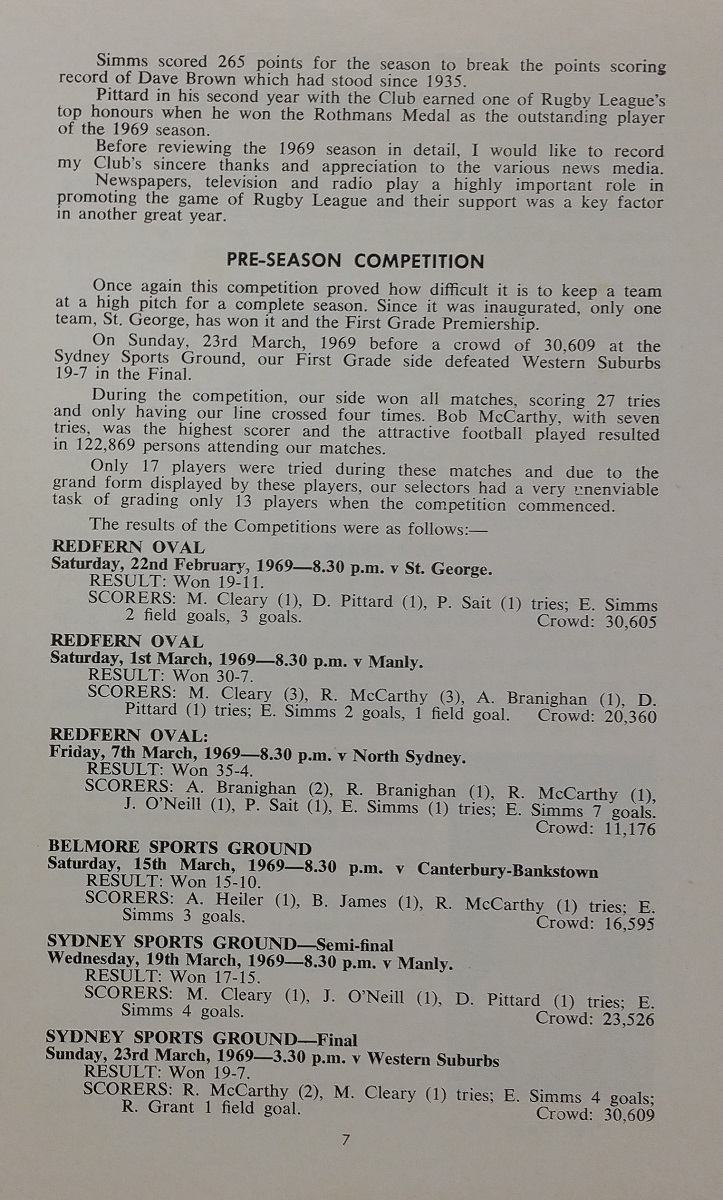 Simms scored 265 points for the season to break the points scoring
record of Dave Brown which had stood since 1935.
Pittard in his second year with the Club earned one of Rugby League's
top honours when he won the Rothmans Medal as the outstanding player
of the 1969 season.
Before reviewing the 1969 season in detail, I would like to record
my Club's sincere thanks and appreciation to the various news media.
Newspapers, television and radio play a highly important role in
promoting the game of Rugby League and their support was a key factor
in another great year.
PRE-SEASON COMPETITION
Once again this competition proved how difficult it is to keep a team
at a high pitch for a complete season. Since it was inaugurated, only one
team, St. George, has won it and the First Grade Premiership.
On Sunday, 23rd March, 1969 before a crowd of 30,609 at the
Sydney Sports Ground, our First Grade side defeated Western Suburbs
19-7 in the Final.
During the competition, our side won all matches, scoring 27 tries
and only having our line crossed four times. Bob McCarthy, with seven
tries, was the highest scorer and the attractive football played resulted
in 122,869 persons attending our matches.
Only 17 players were tried during these matches and due to the
grand form displayed by these players, our selectors had a very unenviable
task of grading only 13 players when the competition commenced.
The results of the Competitions were as follows:—
REDFERN OVAL
Saturday, 22nd February, 1969—8.30 p.m. v St. George.
RESULT: Won 19-11.
SCORERS: M. Cleary (1), D. Pittard (1), P. Sait (1) tries; E. Simms
2 field goals, 3 goals. Crowd: 30,605
REDFERN OVAL
Saturday, 1st March, 1969—8.30 p.m. v Manly.
RESULT: Won 30-7.
SCORERS: M. Cleary (3), R. McCarthy (3), A. Branighan (1), D.
Pittard (1) tries; E. Simms 2 goals, 1 field goal. Crowd: 20,360
REDFERN OVAL:
Friday, 7th March, 1969—8.30 p.m. v North Sydney.
RESULT: Won 35-4.
SCORERS: A. Branighan (2), R. Branighan (1), R. McCarthy (1),
J. O'Neill (1), P. Sait (1), E. Simms (1) tries; E. Simms 7 goals.
Crowd: 11,176
BELMORE SPORTS GROUND
Saturday, 15th March, 1969—8.30 p.m. v Canterbury-Bankstown
RESULT: Won 15-10.
SCORERS: A. Heiler (1), B. James (1), R. McCarthy (1) tries; E.
Simms 3 goals. Crowd: 16,595
SYDNEY SPORTS GROUND—Semi-final
Wednesday, 19th March, 1969—8.30 p.m. v Manly.
RESULT: Won 17-15.
SCORERS: M. Cleary (1), J. O'Neill (1), D. Pittard (1) tries; E.
Simms 4 goals. Crowd: 23,526
SYDNEY SPORTS GROUND—Final
Sunday, 23rd March, 1969—3.30 p.m. v Western Suburbs
RESULT: Won 19-7.
SCORERS: R. McCarthy (2), M. Cleary (1) tries; E. Simms 4 goals;
R. Grant 1 field goal. Crowd: 30,609
7